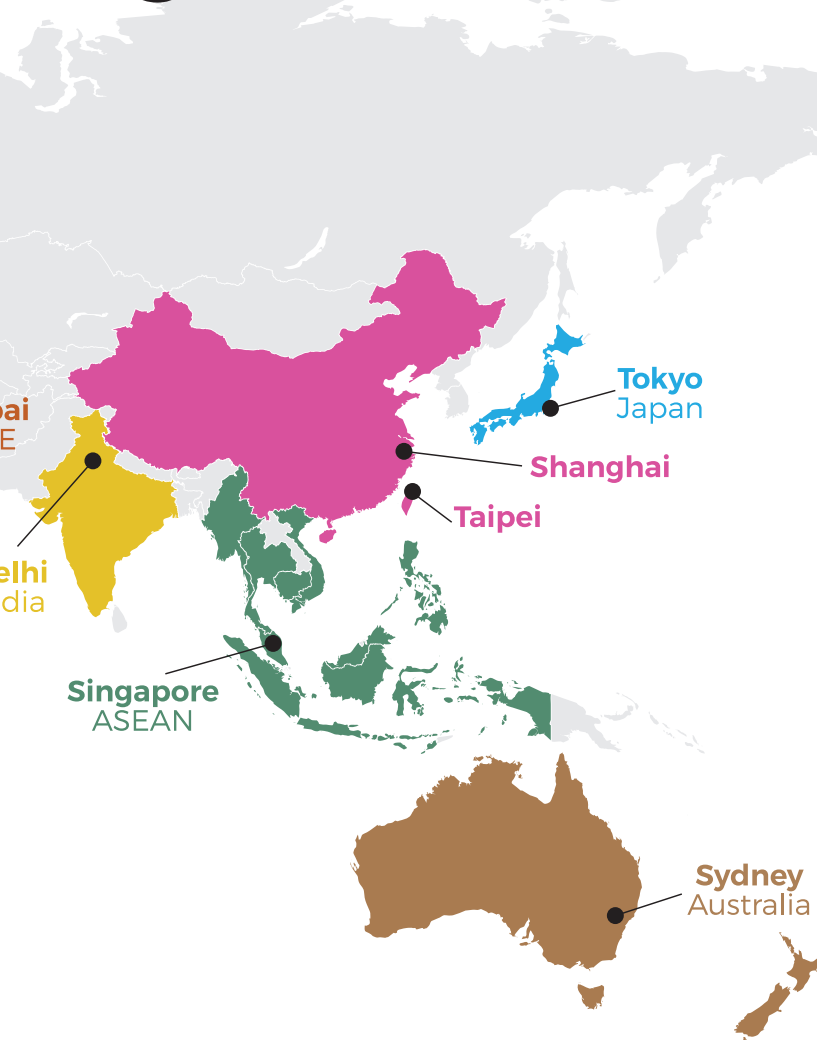 Tokyo
Japan
bai
E
Shanghai
Taipei
elhi
dia
Singapore
ASEAN
Sydney
Australia